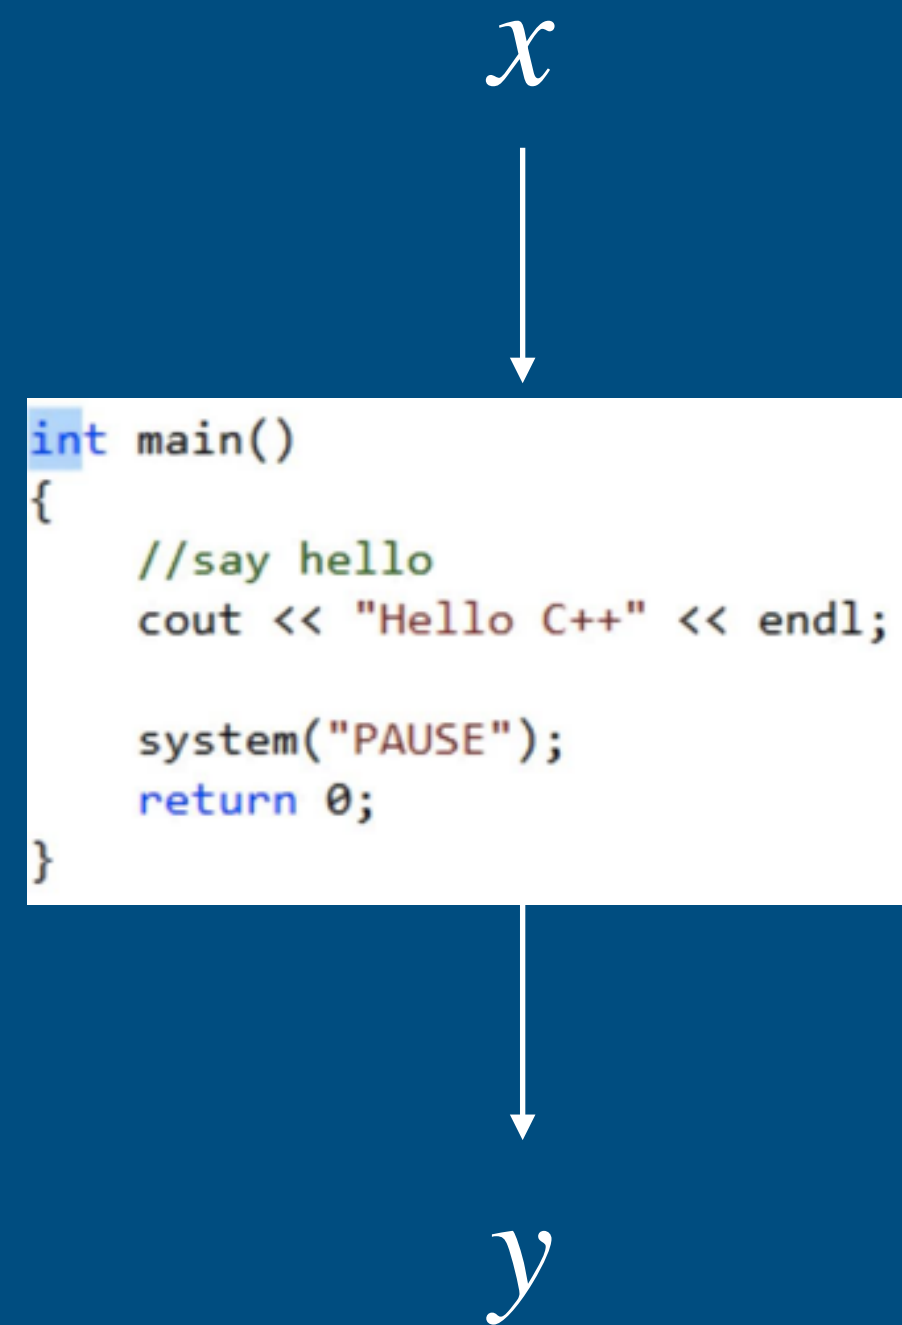 x
int main()
{
//say hello
cout << "Hello C++" << endl;
system("PAUSE");
return 0;
}
y